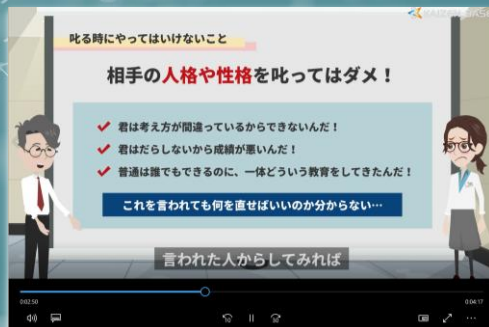 KAIZEN BASE
叱る時にやってはいけないこと
相手の人格や性格を叱ってはダメ！
君は考え方が間違っているからできないんだ！
君はだらしないから成績が悪いんだ！
普通は誰でもできるのに、一体どういう教育をしてきたんだ！
これを言われても何を直せばいいのか分からない…
言われた人からしてみれば
0:02:50
0:04:17
10
30